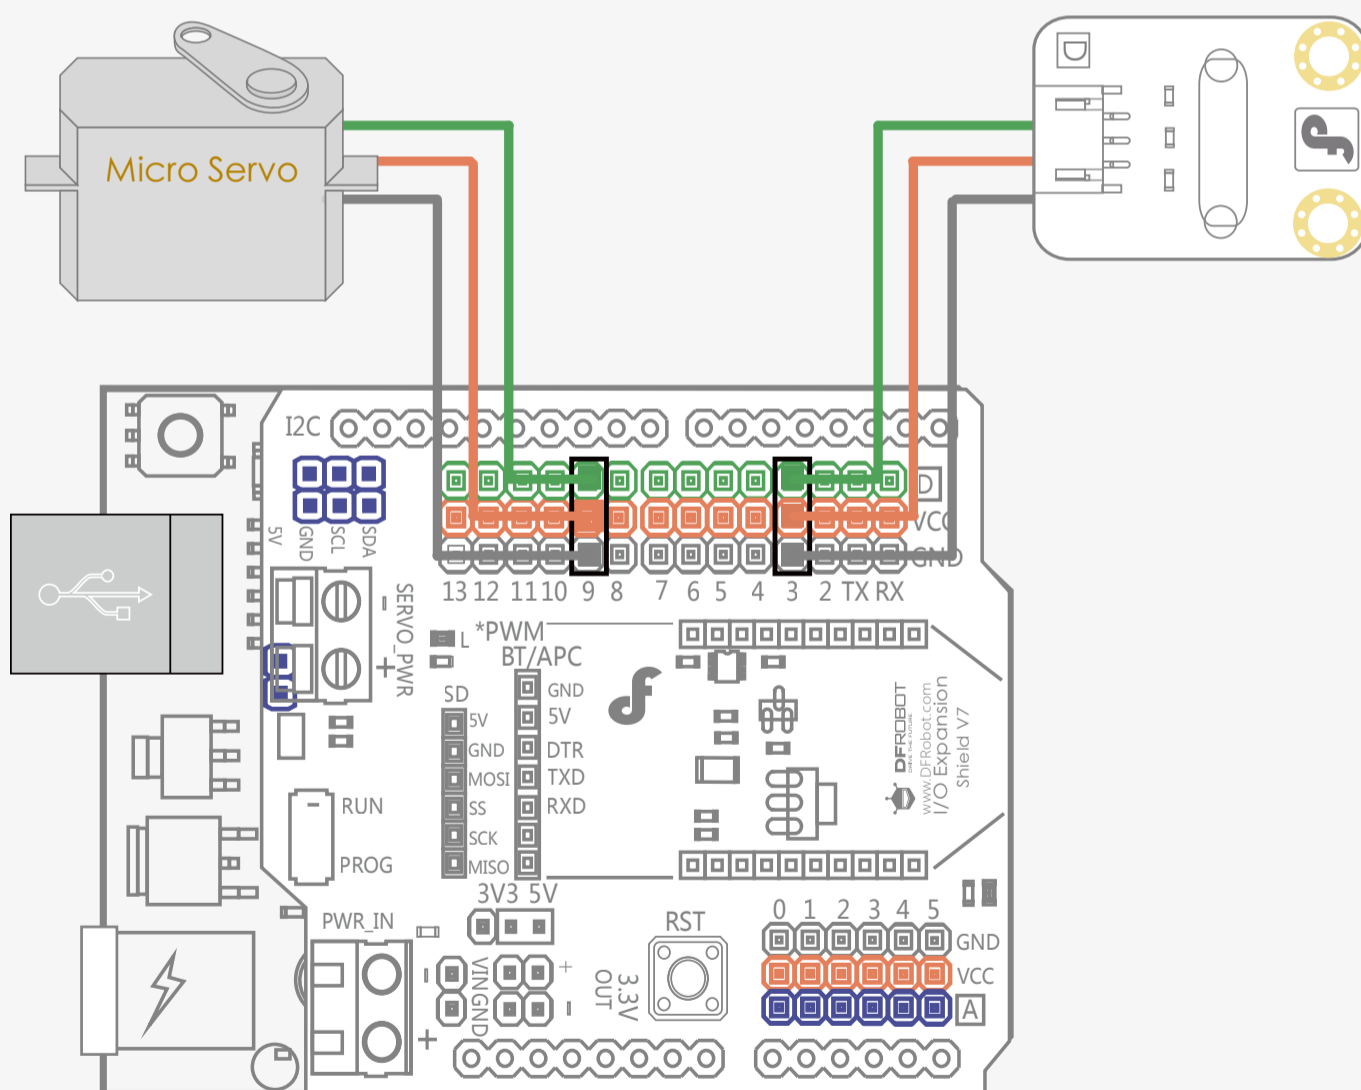 Micro Servo
D
I2C
D
VCC
GND
5V
GND
SCL
SDA
13 12 11 10 9 8 7 6 5 4 3 2 TX RX
SERVO_PWR
-
+
L
*PWM
BT/APC
GND
5V
DTR
TXD
RXD
SD
5V
GND
MOSI
SS
SCK
MISO
DFROBOT
DRIVE THE FUTURE
www.DFRobot.com
I/O Expansion
Shield V7
RUN
PROG
3V3 5V
PWR_IN
-
+
VIN
GND
+
-
3.3V
OUT
RST
0 1 2 3 4 5
GND
VCC
A